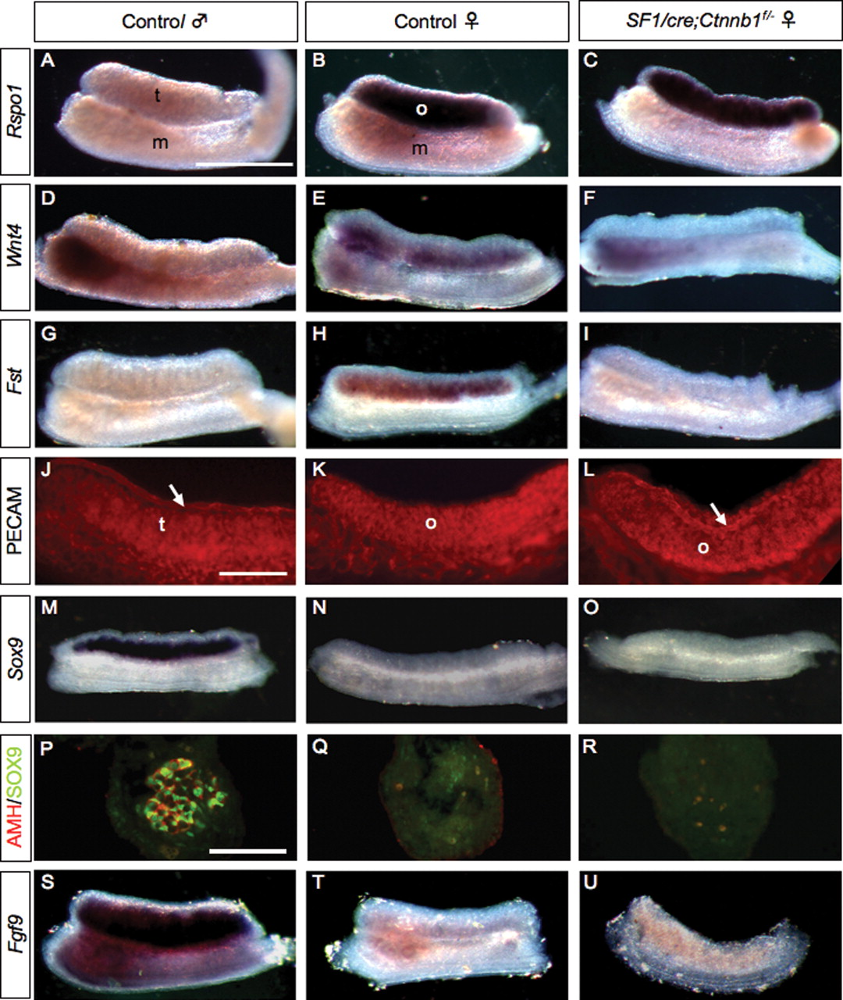 Control ♂ Control ♀ SF1/cre;Ctnnb1f/- ♀
Rspo1 A t m B o m C
Wnt4 D E F
Fst G H I
PECAM J t K o L o
Sox9 M N O
AMH/SOX9 P Q R
Fgf9 S T U